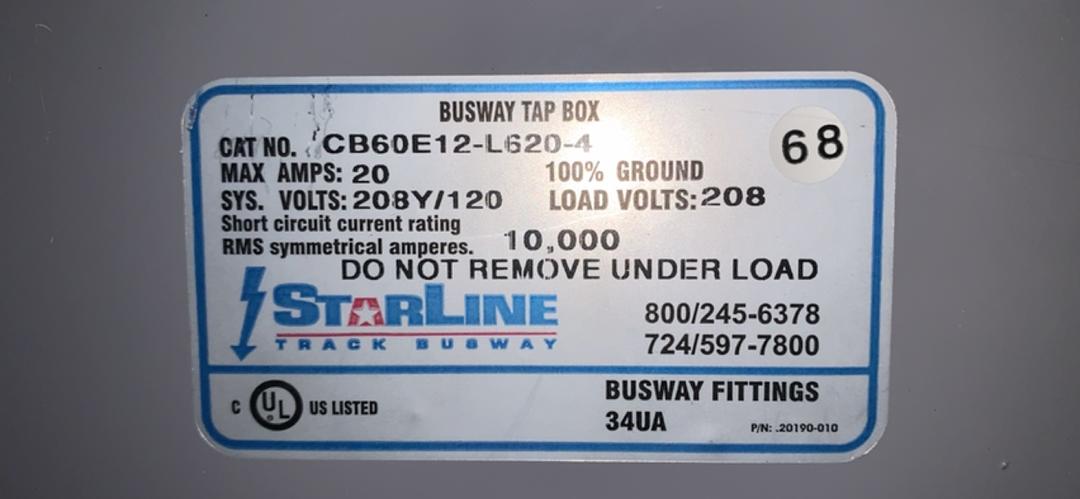 BUSWAY TAP BOX
CAT NO. CB60E12-L620-4
68
MAX AMPS: 20 100% GROUND
SYS. VOLTS: 208Y/120 LOAD VOLTS: 208
Short circuit current rating
RMS symmetrical amperes. 10,000
DO NOT REMOVE UNDER LOAD
STARLINE
TRACK BUSWAY
800/245-6378
724/597-7800
C UL US LISTED
BUSWAY FITTINGS
34UA
P/N: .20190-010